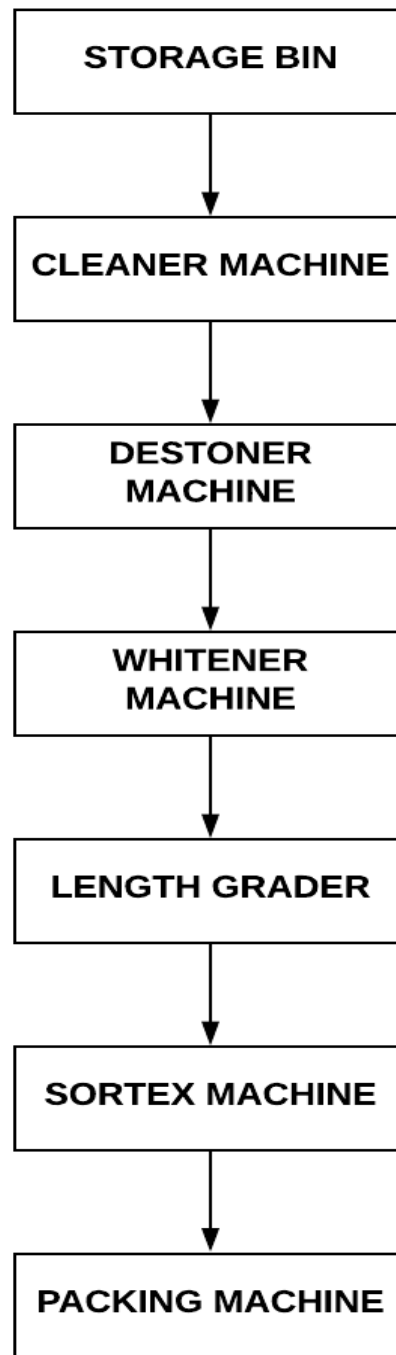 STORAGE BIN
CLEANER MACHINE
DESTONER
MACHINE
WHITENER
MACHINE
LENGTH GRADER
SORTEX MACHINE
PACKING MACHINE